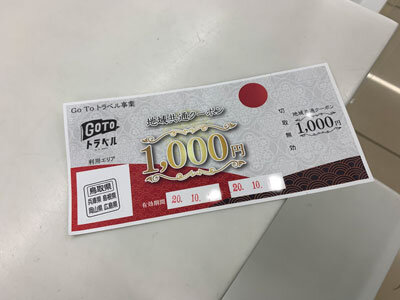 Go To トラベル事業
GOTO
トラベル
利用エリア
鳥取県
兵庫県 島根県
岡山県 広島県
地域共通クーポン
1,000円
有効期間
20.10.
20.10.
切取無効
地域共通クーポン
1,000円